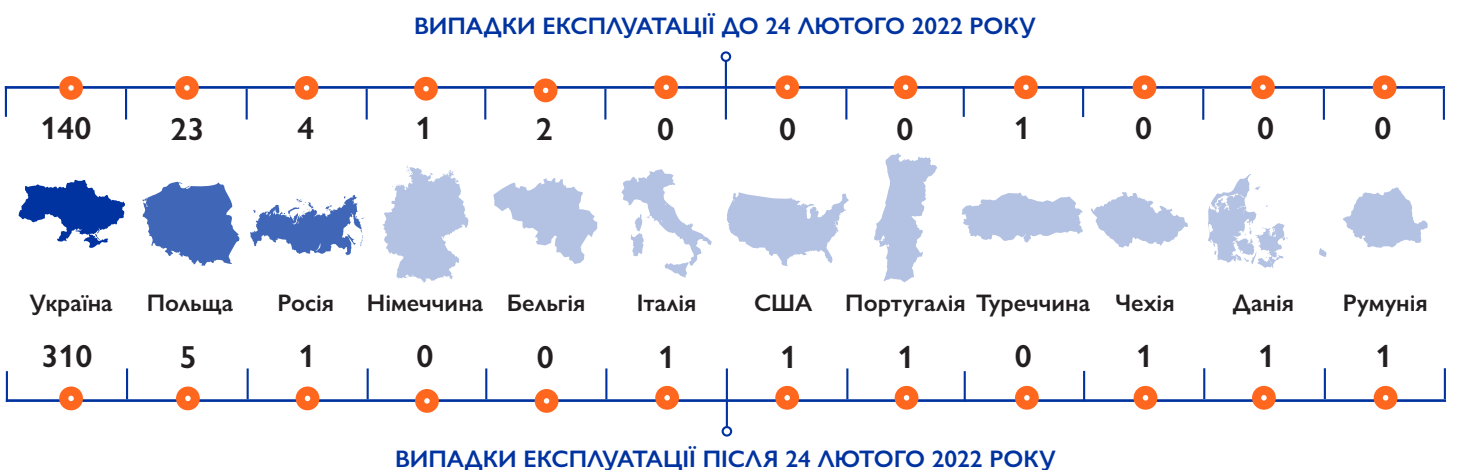 ВИПАДКИ ЕКСПЛУАТАЦІЇ ДО 24 ЛЮТОГО 2022 РОКУ
140 23 4 1 2 0 0 0 1 0 0 0
Україна Польща Росія Німеччина Бельгія Італія США Португалія Туреччина Чехія Данія Румунія
310 5 1 0 0 1 1 1 0 1 1 1
ВИПАДКИ ЕКСПЛУАТАЦІЇ ПІСЛЯ 24 ЛЮТОГО 2022 РОКУ